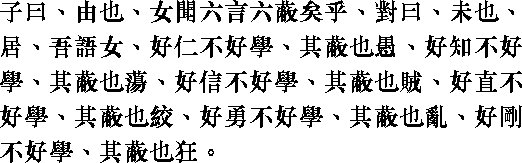 子曰、由也、女聞六言六蔽矣乎、對曰、未也、
居、吾語女、好仁不好學、其蔽也愚、好知不好
學、其蔽也蕩、好信不好學、其蔽也賊、好直不
好學、其蔽也絞、好勇不好學、其蔽也亂、好剛
不好學、其蔽也狂。